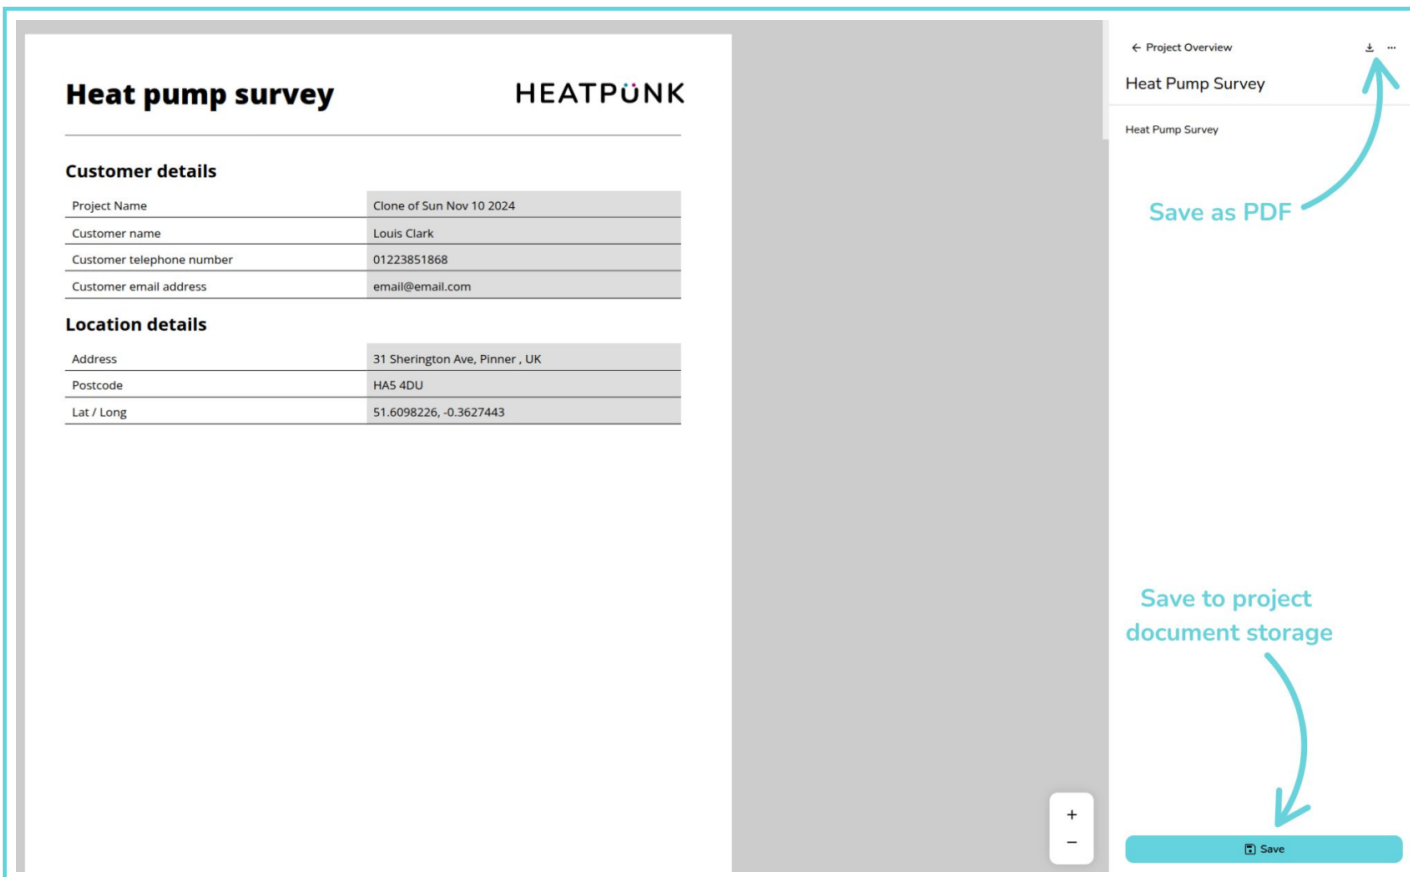 Heat pump survey
HEATPÜNK
Customer details
Project Name Clone of Sun Nov 10 2024
Customer name Louis Clark
Customer telephone number 01223851868
Customer email address email@email.com
Location details
Address 31 Sherington Ave, Pinner , UK
Postcode HA5 4DU
Lat / Long 51.6098226, -0.3627443
← Project Overview
Heat Pump Survey
Heat Pump Survey
Save as PDF
Save to project
document storage
+
−
Save